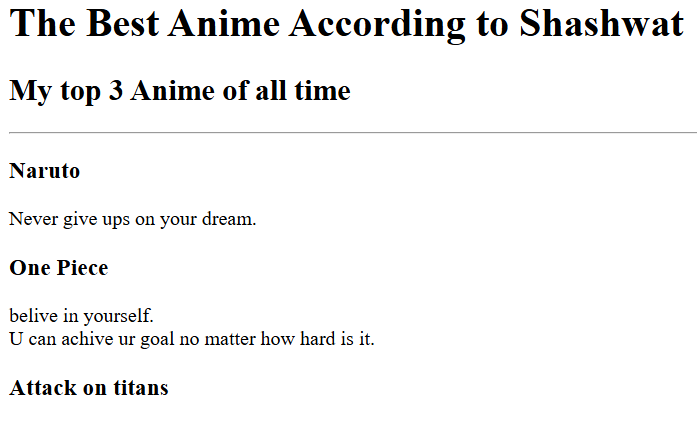 The Best Anime According to Shashwat
My top 3 Anime of all time
Naruto
Never give ups on your dream.
One Piece
belive in yourself.
U can achive ur goal no matter how hard is it.
Attack on titans